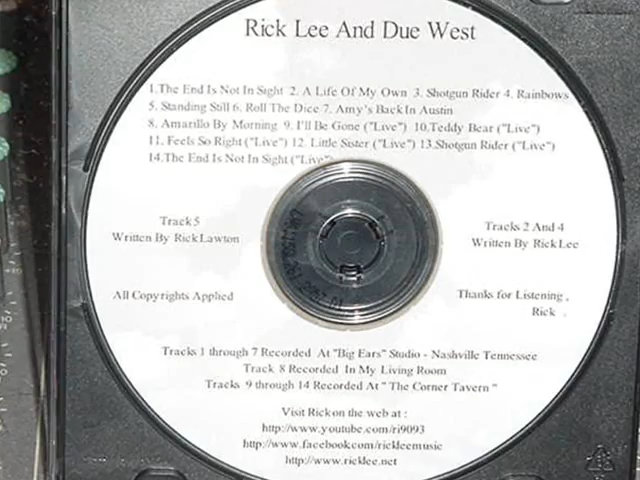 Rick Lee And Due West
1.The End Is Not In Sight 2. A Life Of My Own 3. Shotgun Rider 4. Rainbows
5. Standing Still 6. Roll The Dice 7. Amy's Back In Austin
8. Amarillo By Morning 9. I'll Be Gone ("Live") 10.Teddy Bear ("Live")
11. Feels So Right ("Live") 12. Little Sister ("Live") 13.Shotgun Rider ("Live")
14.The End Is Not In Sight ("Live"
Track 5
Written By Rick Lawton
Tracks 2 And 4
Written By Rick Lee
All Copyrights Applied
Thanks for Listening ,
Rick .
Tracks 1 through 7 Recorded At "Big Ears" Studio - Nashville Tennessee
Track 8 Recorded In My Living Room
Tracks 9 through 14 Recorded At " The Corner Tavern "
Visit Rick on the web at :
http://www.youtube.com/ri9093
http://www.facebook.com/rickleemusic
http://www.ricklee.net